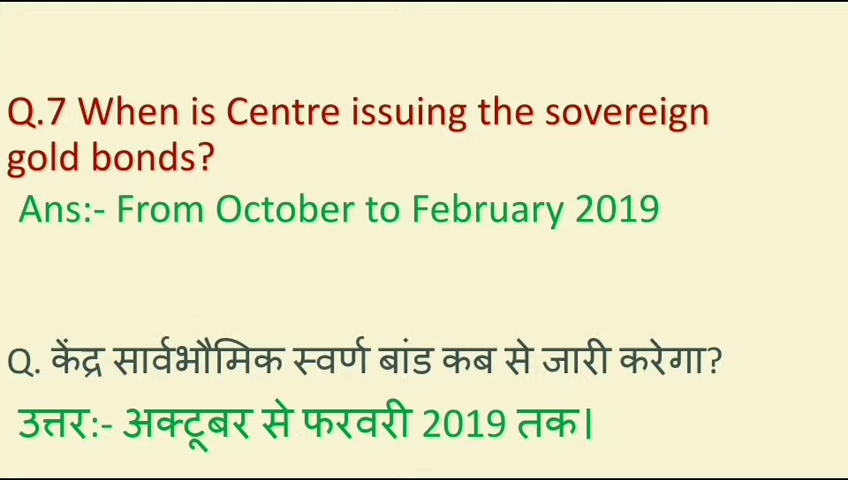 Q.7 When is Centre issuing the sovereign
gold bonds?
Ans:- From October to February 2019
Q. केंद्र सार्वभौमिक स्वर्ण बांड कब से जारी करेगा?
उत्तर:- अक्टूबर से फरवरी 2019 तक।